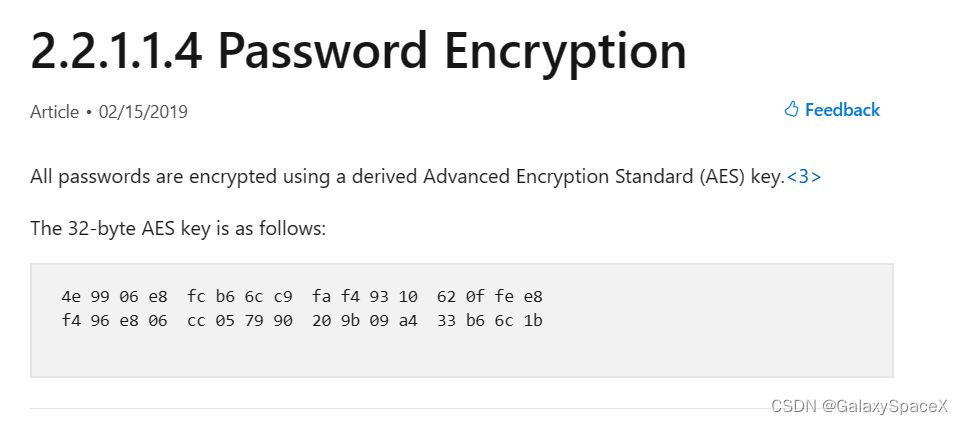 2.2.1.1.4 Password Encryption
Article • 02/15/2019
Feedback
All passwords are encrypted using a derived Advanced Encryption Standard (AES) key.<3>
The 32-byte AES key is as follows:
4e 99 06 e8  fc b6 6c c9  fa f4 93 10  62 0f fe e8
f4 96 e8 06  cc 05 79 90  20 9b 09 a4  33 b6 6c 1b
CSDN @GalaxySpaceX